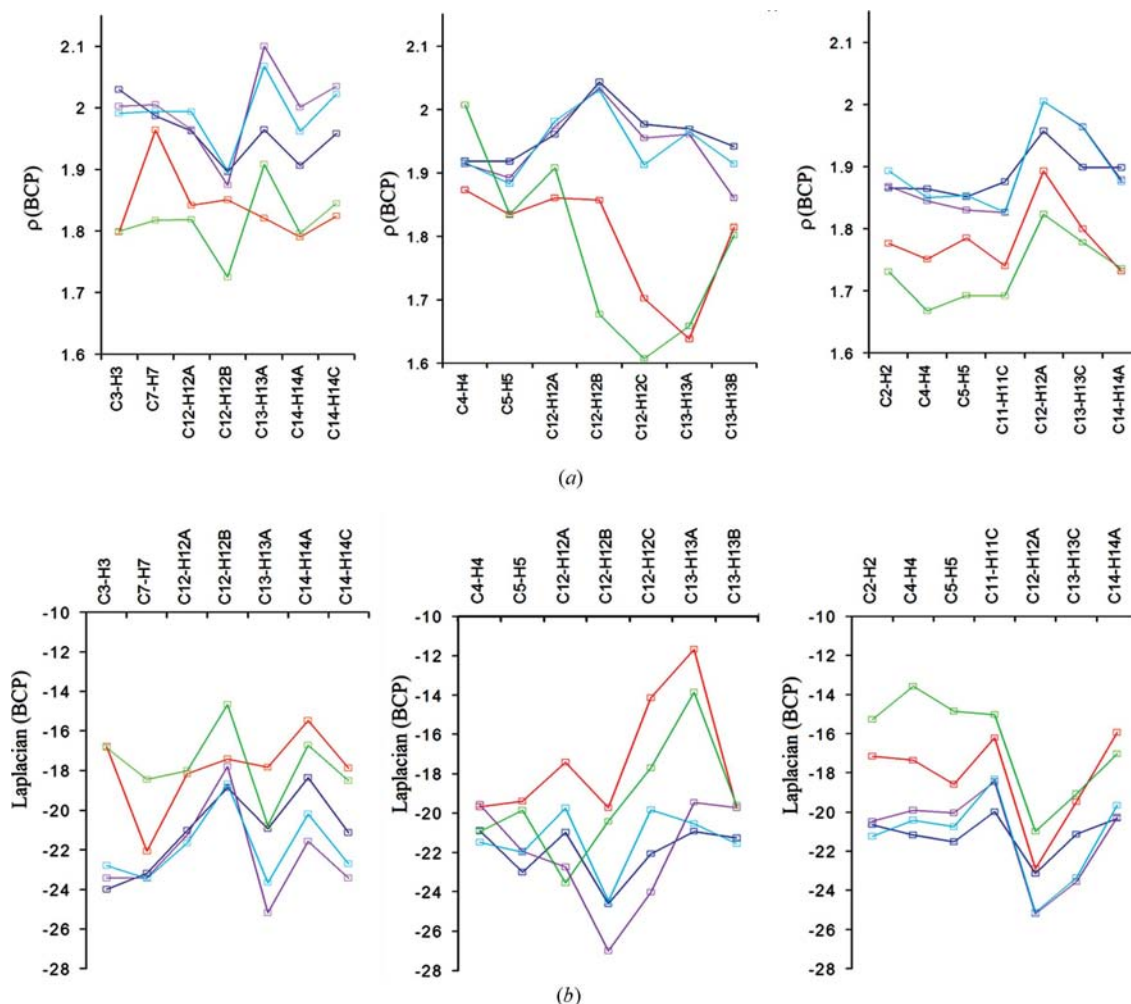 ρ (BCP)
2.1
2
1.9
1.8
1.7
1.6
C3-H3
C7-H7
C12-H12A
C12-H12B
C13-H13A
C14-H14A
C14-H14C
ρ (BCP)
2.1
2
1.9
1.8
1.7
1.6
C4-H4
C5-H5
C12-H12A
C12-H12B
C12-H12C
C13-H13A
C13-H13B
ρ (BCP)
2.1
2
1.9
1.8
1.7
1.6
C2-H2
C4-H4
C5-H5
C11-H11C
C12-H12A
C13-H13C
C14-H14A
(a)
C3-H3
C7-H7
C12-H12A
C12-H12B
C13-H13A
C14-H14A
C14-H14C
Laplacian (BCP)
-10
-12
-14
-16
-18
-20
-22
-24
-26
-28
C4-H4
C5-H5
C12-H12A
C12-H12B
C12-H12C
C13-H13A
C13-H13B
Laplacian (BCP)
-10
-12
-14
-16
-18
-20
-22
-24
-26
-28
C2-H2
C4-H4
C5-H5
C11-H11C
C12-H12A
C13-H13C
C14-H14A
Laplacian (BCP)
-10
-12
-14
-16
-18
-20
-22
-24
-26
-28
(b)